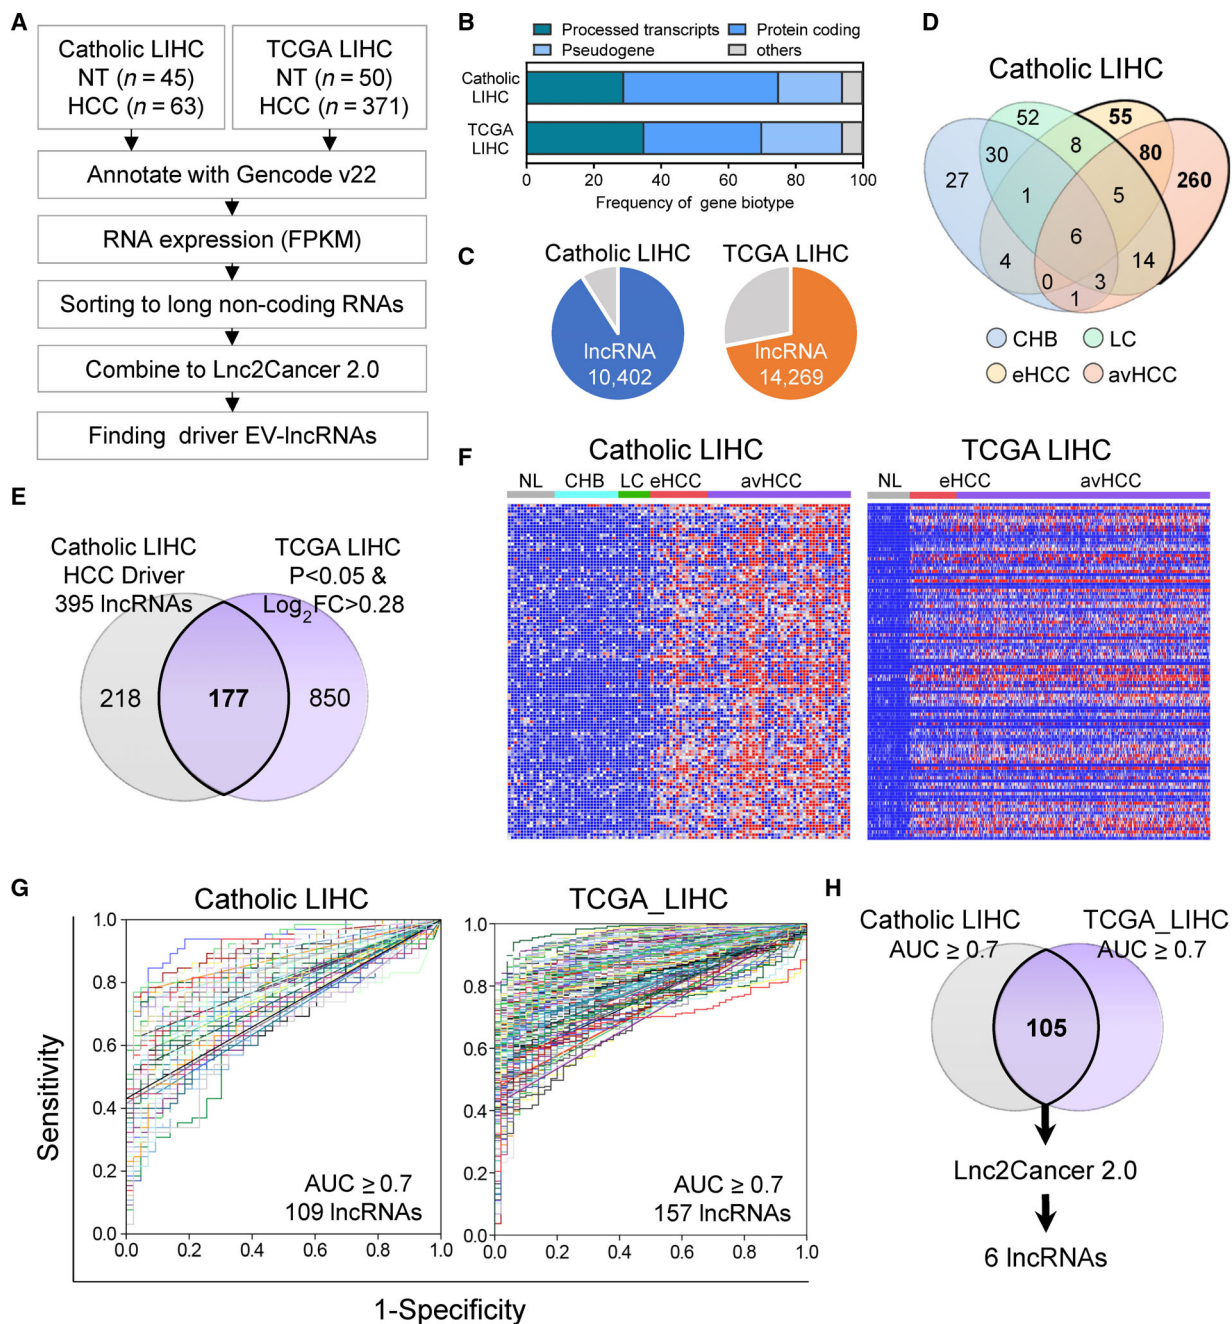 A
Catholic LIHC
NT (n = 45)
HCC (n = 63)
TCGA LIHC
NT (n = 50)
HCC (n = 371)
Annotate with Gencode v22
RNA expression (FPKM)
Sorting to long non-coding RNAs
Combine to Lnc2Cancer 2.0
Finding driver EV-lncRNAs
B
Processed transcripts
Protein coding
Pseudogene
others
Catholic
LIHC
TCGA
LIHC
0 20 40 60 80 100
Frequency of gene biotype
C
Catholic LIHC
TCGA LIHC
lncRNA
10,402
lncRNA
14,269
D
Catholic LIHC
52
55
30
8
80
27
260
1
5
6
4
14
0
3
1
CHB
LC
eHCC
avHCC
E
Catholic LIHC
HCC Driver
395 lncRNAs
TCGA LIHC
P<0.05 &
Log2FC>0.28
218
177
850
F
Catholic LIHC
NL CHB LC eHCC avHCC
TCGA LIHC
NL eHCC avHCC
G
Catholic LIHC
TCGA_LIHC
1.0
0.8
0.6
0.4
0.2
0.0
0.0 0.2 0.4 0.6 0.8 1.0
AUC ≥ 0.7
109 lncRNAs
1.0
0.8
0.6
0.4
0.2
0.0
0.0 0.2 0.4 0.6 0.8 1.0
AUC ≥ 0.7
157 lncRNAs
Sensitivity
1-Specificity
H
Catholic LIHC
AUC ≥ 0.7
TCGA_LIHC
AUC ≥ 0.7
105
Lnc2Cancer 2.0
6 lncRNAs